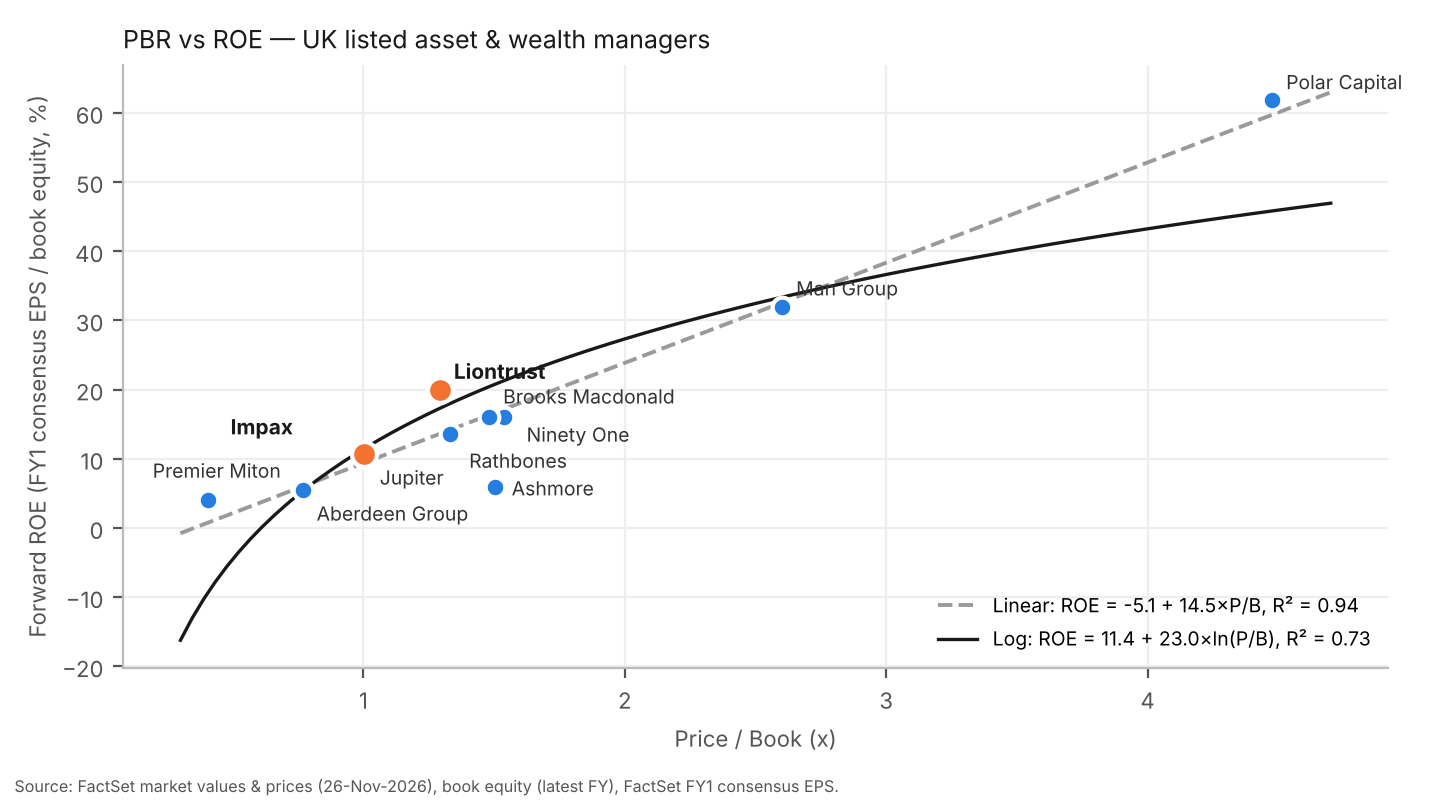 PBR vs ROE — UK listed asset & wealth managers
Forward ROE (FY1 consensus EPS / book equity, %)
60
50
40
30
20
10
0
−10
−20
Polar Capital
Man Group
Liontrust
Brooks Macdonald
Impax
Ninety One
Rathbones
Premier Miton
Jupiter
Ashmore
Aberdeen Group
Linear: ROE = -5.1 + 14.5×P/B, R² = 0.94
Log: ROE = 11.4 + 23.0×ln(P/B), R² = 0.73
1
2
3
4
Price / Book (x)
Source: FactSet market values & prices (26-Nov-2026), book equity (latest FY), FactSet FY1 consensus EPS.